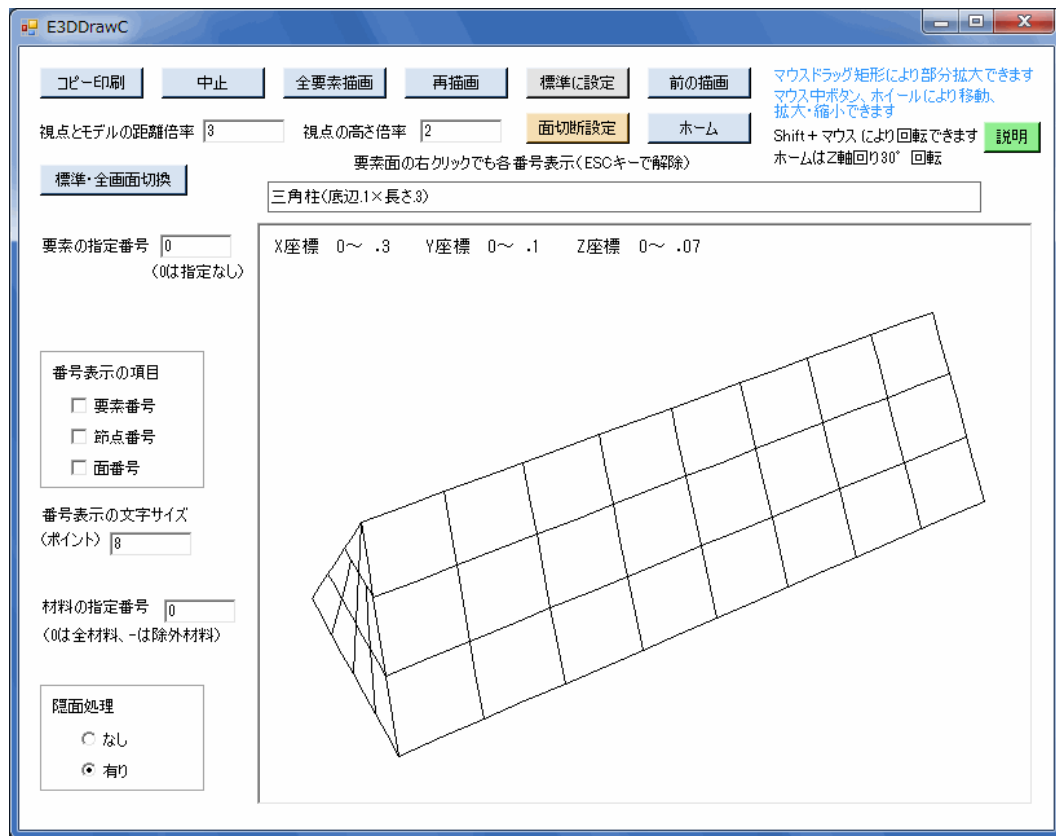 E3DDrawC
コピー印刷 中止 全要素描画 再描画 標準に設定 前の描画
マウスドラッグ矩形により部分拡大できます
マウス中ボタン、ホイールにより移動、
拡大・縮小できます
視点とモデルの距離倍率 3 視点の高さ倍率 2 面切断設定 ホーム
Shift+マウス により回転できます 説明
ホームはZ軸回り30° 回転
要素面の右クリックでも各番号表示(ESCキーで解除)
標準・全画面切換
三角柱(底辺.1×長さ.3)
要素の指定番号 0
(0は指定なし)
X座標 0~ .3 Y座標 0~ .1 Z座標 0~ .07
番号表示の項目
要素番号
節点番号
面番号
番号表示の文字サイズ
(ポイント) 8
材料の指定番号 0
(0は全材料、-は除外材料)
隠面処理
なし
有り